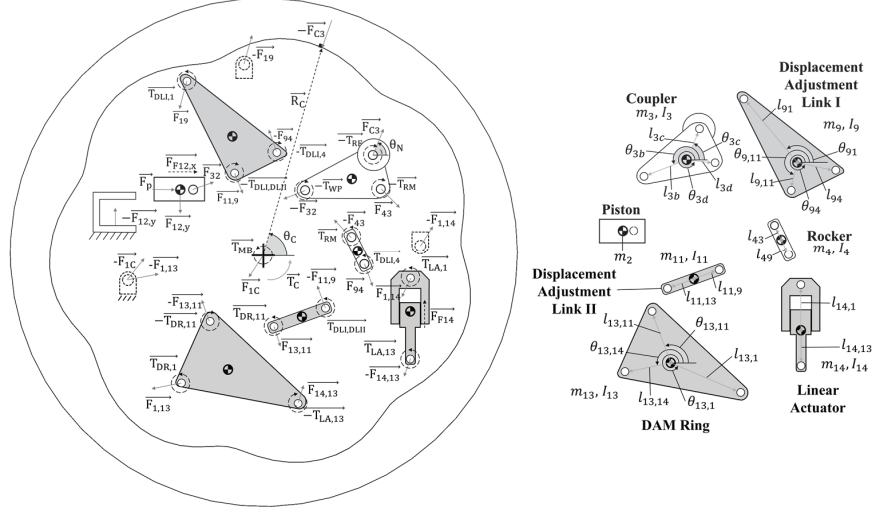 -F_C3
-F_19
T_DLI,1
F_19
R_C
-F_94
-T_DLI,4
F_C3
-T_RF
θ_N
F_F12,x
F_32
F_P
F_11,9
-T_DLI,DLII
-T_WP
T_RM
-F_32
F_43
F_12,y
-F_12,y
-F_43
-F_1,14
θ_C
T_RM
T_MB
T_DLI,4
T_LA,1
-F_1C
-F_1,13
F_1C
T_C
F_94
F_1,14
-F_11,9
-F_13,11
T_DR,11
F_F14
-T_DR,11
T_DLI,DLII
F_13,11
T_LA,13
T_DR,1
-F_14,13
F_14,13
F_1,13
-T_LA,13
Displacement
Adjustment
Link I
Coupler
m_3, I_3
l_91
m_9, I_9
l_3c
θ_3c
θ_3b
θ_9,11
θ_91
l_3b
l_3d
θ_3d
l_9,11
l_94
θ_94
Piston
m_2
l_43
l_49
Rocker
m_4, I_4
m_11, I_11
Displacement
Adjustment
Link II
l_11,9
l_11,13
l_13,11
θ_13,11
l_14,1
θ_13,14
l_13,1
l_14,13
m_13, I_13
l_13,14
θ_13,1
m_14, I_14
DAM Ring
Linear
Actuator